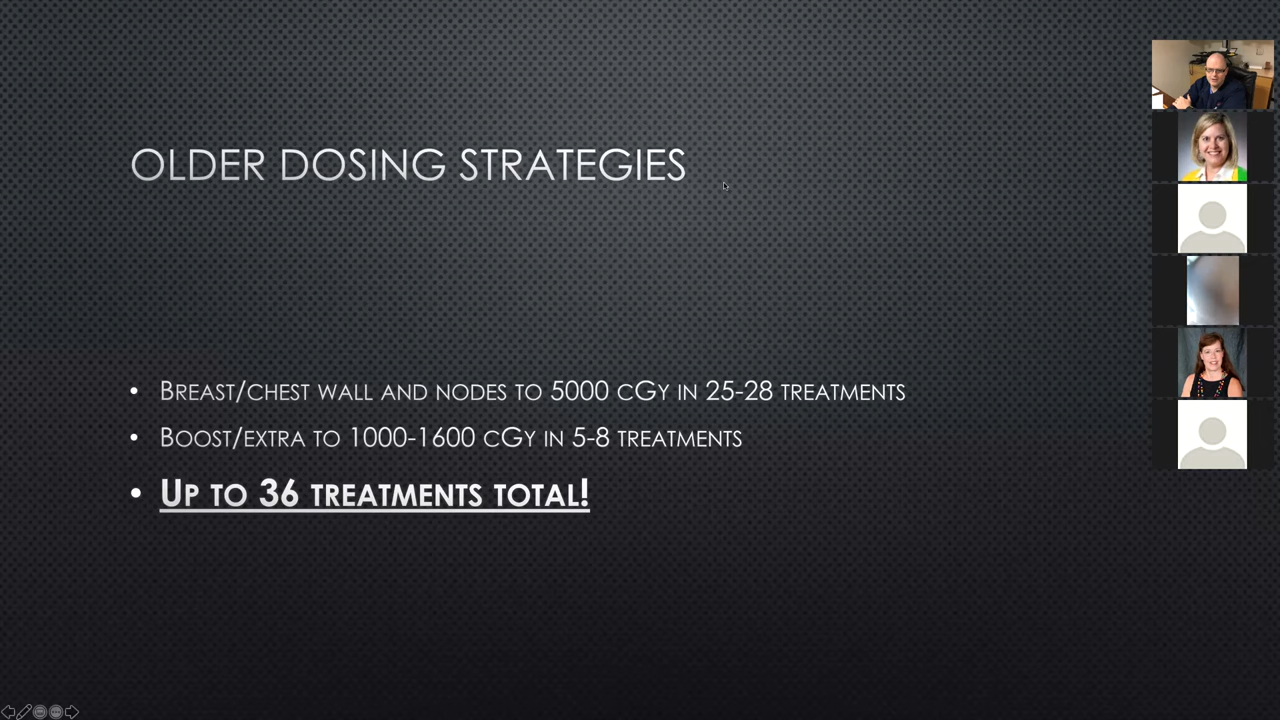 OLDER DOSING STRATEGIES
• BREAST/CHEST WALL AND NODES TO 5000 CGY IN 25-28 TREATMENTS
• BOOST/EXTRA TO 1000-1600 CGY IN 5-8 TREATMENTS
• UP TO 36 TREATMENTS TOTAL!